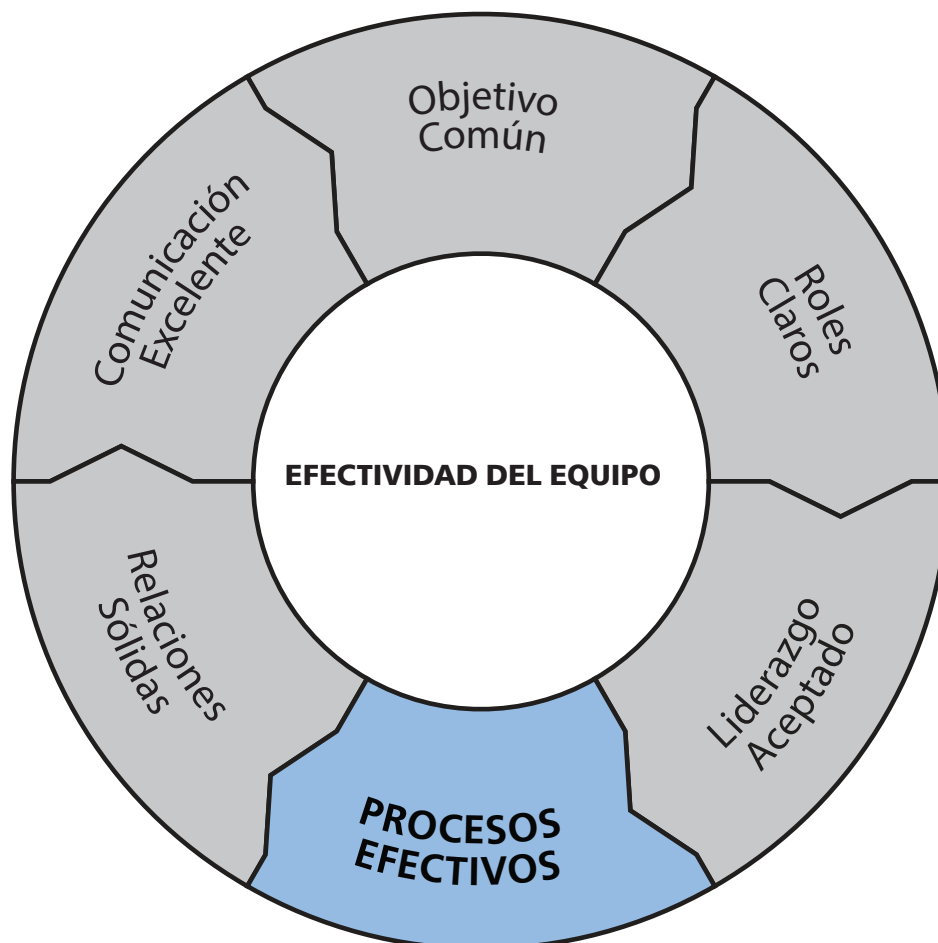 Objetivo
Común
Roles
Claros
Liderazgo
Aceptado
PROCESOS
EFECTIVOS
Relaciones
Sólidas
Comunicación
Excelente
EFECTIVIDAD DEL EQUIPO